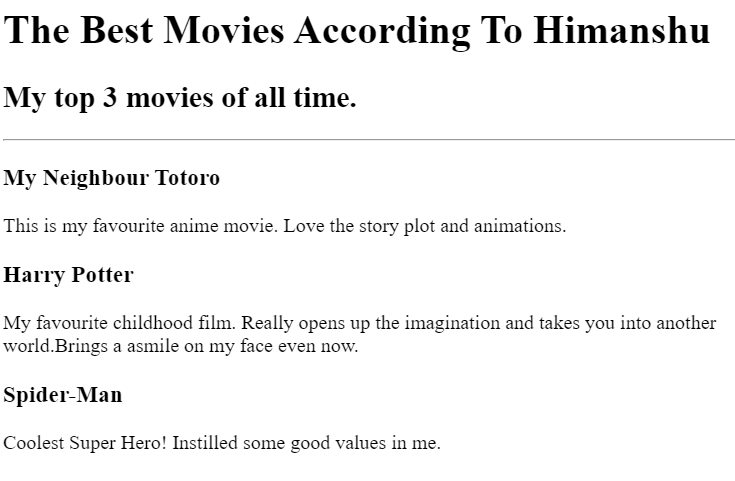 The Best Movies According To Himanshu
My top 3 movies of all time.
My Neighbour Totoro
This is my favourite anime movie. Love the story plot and animations.
Harry Potter
My favourite childhood film. Really opens up the imagination and takes you into another
world.Brings a asmile on my face even now.
Spider-Man
Coolest Super Hero! Instilled some good values in me.